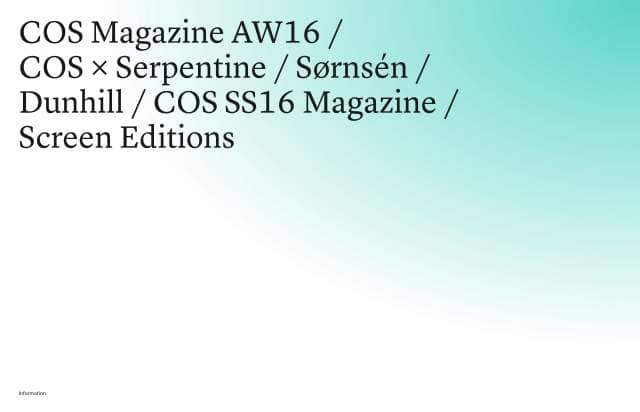 COS Magazine AW16 /
COS × Serpentine / Sørnsén /
Dunhill / COS SS16 Magazine /
Screen Editions
Information